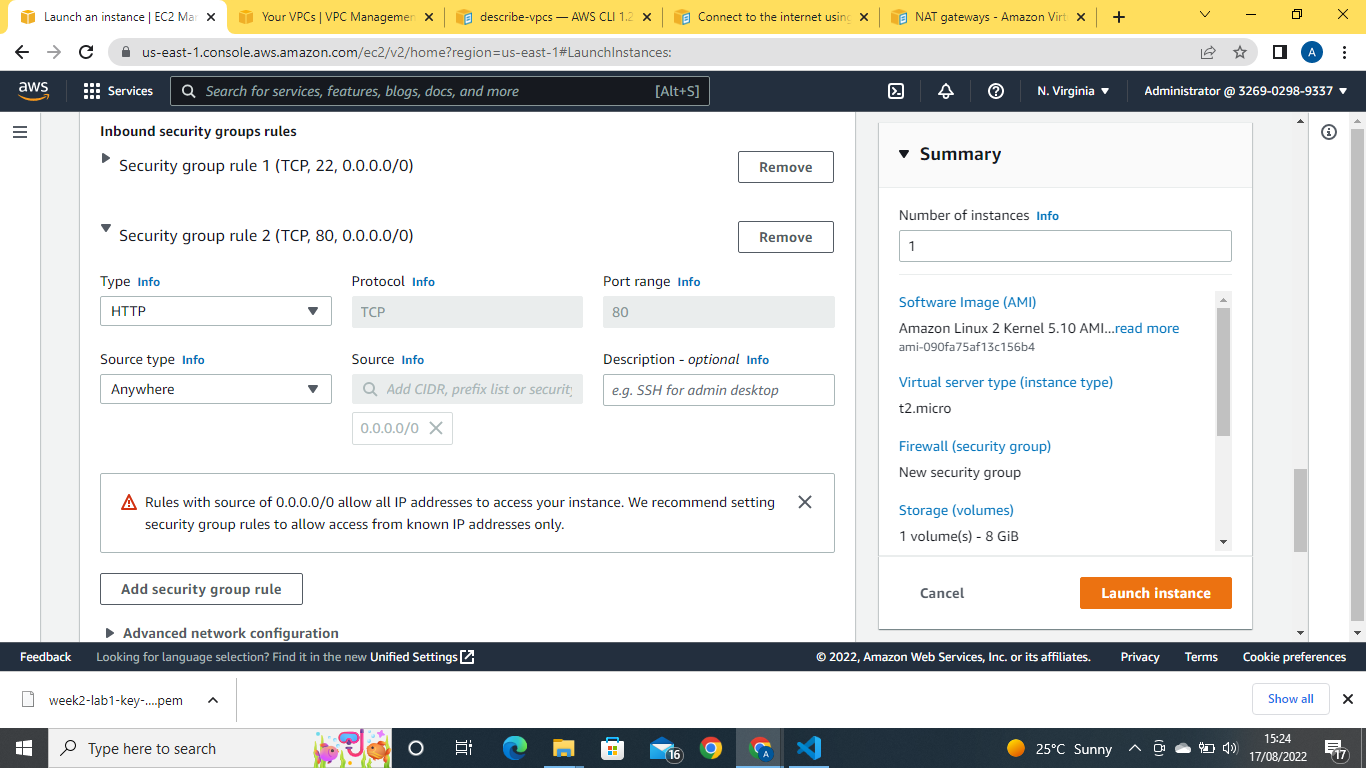 Launch an instance | EC2 Man
Your VPCs | VPC Managemen
describe-vpcs — AWS CLI 1.2
Connect to the internet using
NAT gateways - Amazon Virt
us-east-1.console.aws.amazon.com/ec2/v2/home?region=us-east-1#LaunchInstances:
A
aws
Services
Search for services, features, blogs, docs, and more
[Alt+S]
N. Virginia
Administrator @ 3269-0298-9337
Inbound security groups rules
Security group rule 1 (TCP, 22, 0.0.0.0/0)
Remove
Security group rule 2 (TCP, 80, 0.0.0.0/0)
Remove
Type Info
Protocol Info
Port range Info
HTTP
TCP
80
Source type Info
Source Info
Description - optional Info
Anywhere
Add CIDR, prefix list or security
e.g. SSH for admin desktop
0.0.0.0/0
Rules with source of 0.0.0.0/0 allow all IP addresses to access your instance. We recommend setting
security group rules to allow access from known IP addresses only.
Add security group rule
Advanced network configuration
Summary
Number of instances Info
1
Software Image (AMI)
Amazon Linux 2 Kernel 5.10 AMI...read more
ami-090fa75af13c156b4
Virtual server type (instance type)
t2.micro
Firewall (security group)
New security group
Storage (volumes)
1 volume(s) - 8 GiB
Cancel
Launch instance
Feedback
Looking for language selection? Find it in the new Unified Settings
© 2022, Amazon Web Services, Inc. or its affiliates.
Privacy
Terms
Cookie preferences
week2-lab1-key-....pem
Show all
Type here to search
16
A
25°C Sunny
15:24
17/08/2022
17